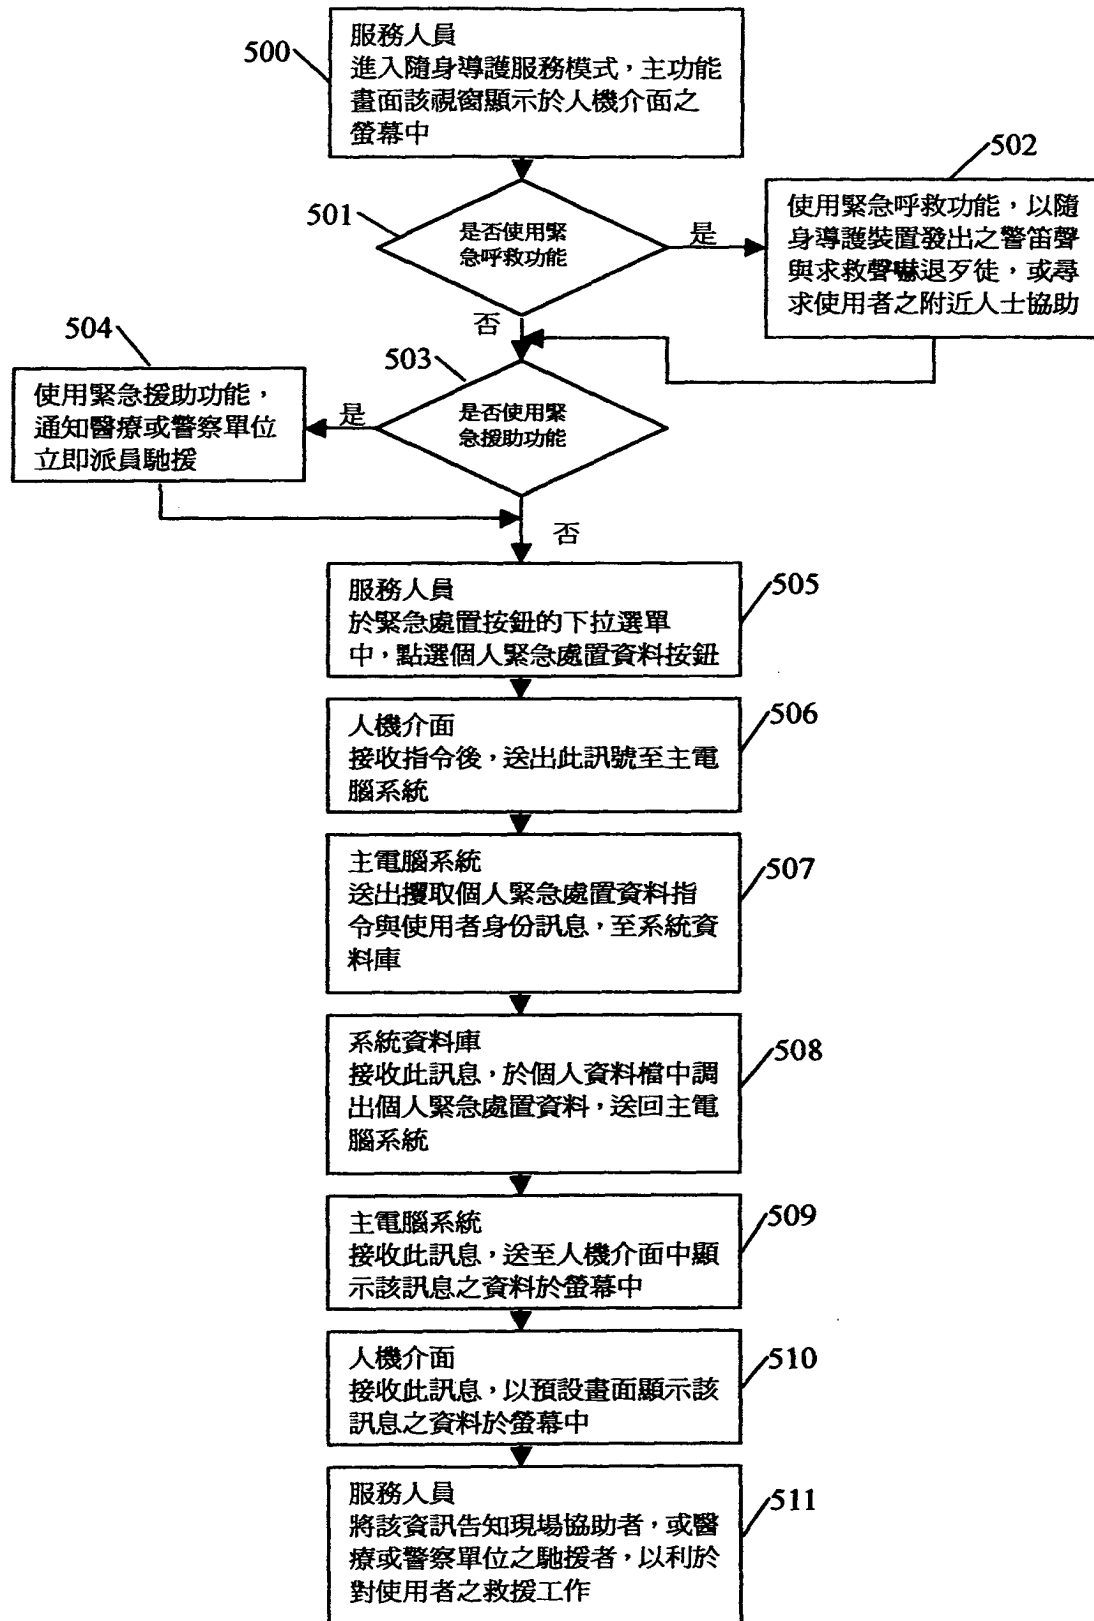 服務人員
進入隨身導護服務模式，主功能
畫面該視窗顯示於人機介面之
螢幕中
500
501
是否使用緊
急呼救功能
是
502
使用緊急呼救功能，以隨
身導護裝置發出之警笛聲
與求救聲嚇退歹徒，或尋
求使用者之附近人士協助
否
503
是否使用緊
急援助功能
是
504
使用緊急援助功能，
通知醫療或警察單位
立即派員馳援
否
服務人員
於緊急處置按鈕的下拉選單
中，點選個人緊急處置資料按鈕
505
人機介面
接收指令後，送出此訊號至主電
腦系統
506
主電腦系統
送出攫取個人緊急處置資料指
令與使用者身份訊息，至系統資
料庫
507
系統資料庫
接收此訊息，於個人資料檔中調
出個人緊急處置資料，送回主電
腦系統
508
主電腦系統
接收此訊息，送至人機介面中顯
示該訊息之資料於螢幕中
509
人機介面
接收此訊息，以預設畫面顯示該
訊息之資料於螢幕中
510
服務人員
將該資訊告知現場協助者，或醫
療或警察單位之馳援者，以利於
對使用者之救援工作
511